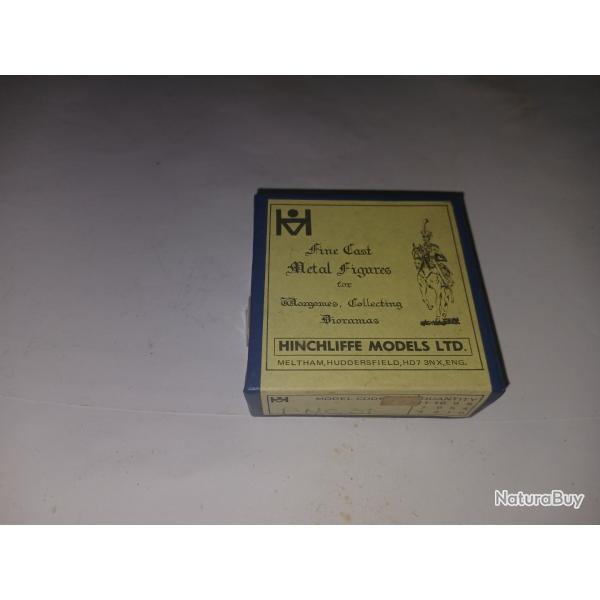 Fine Cast
Metal Figures
for
Wargames, Collecting
Dioramas
HINCHLIFFE MODELS LTD.
MELTHAM, HUDDERSFIELD, HD7 3NX, ENG.
MODEL CODE QUANTITY
NaturaBuy